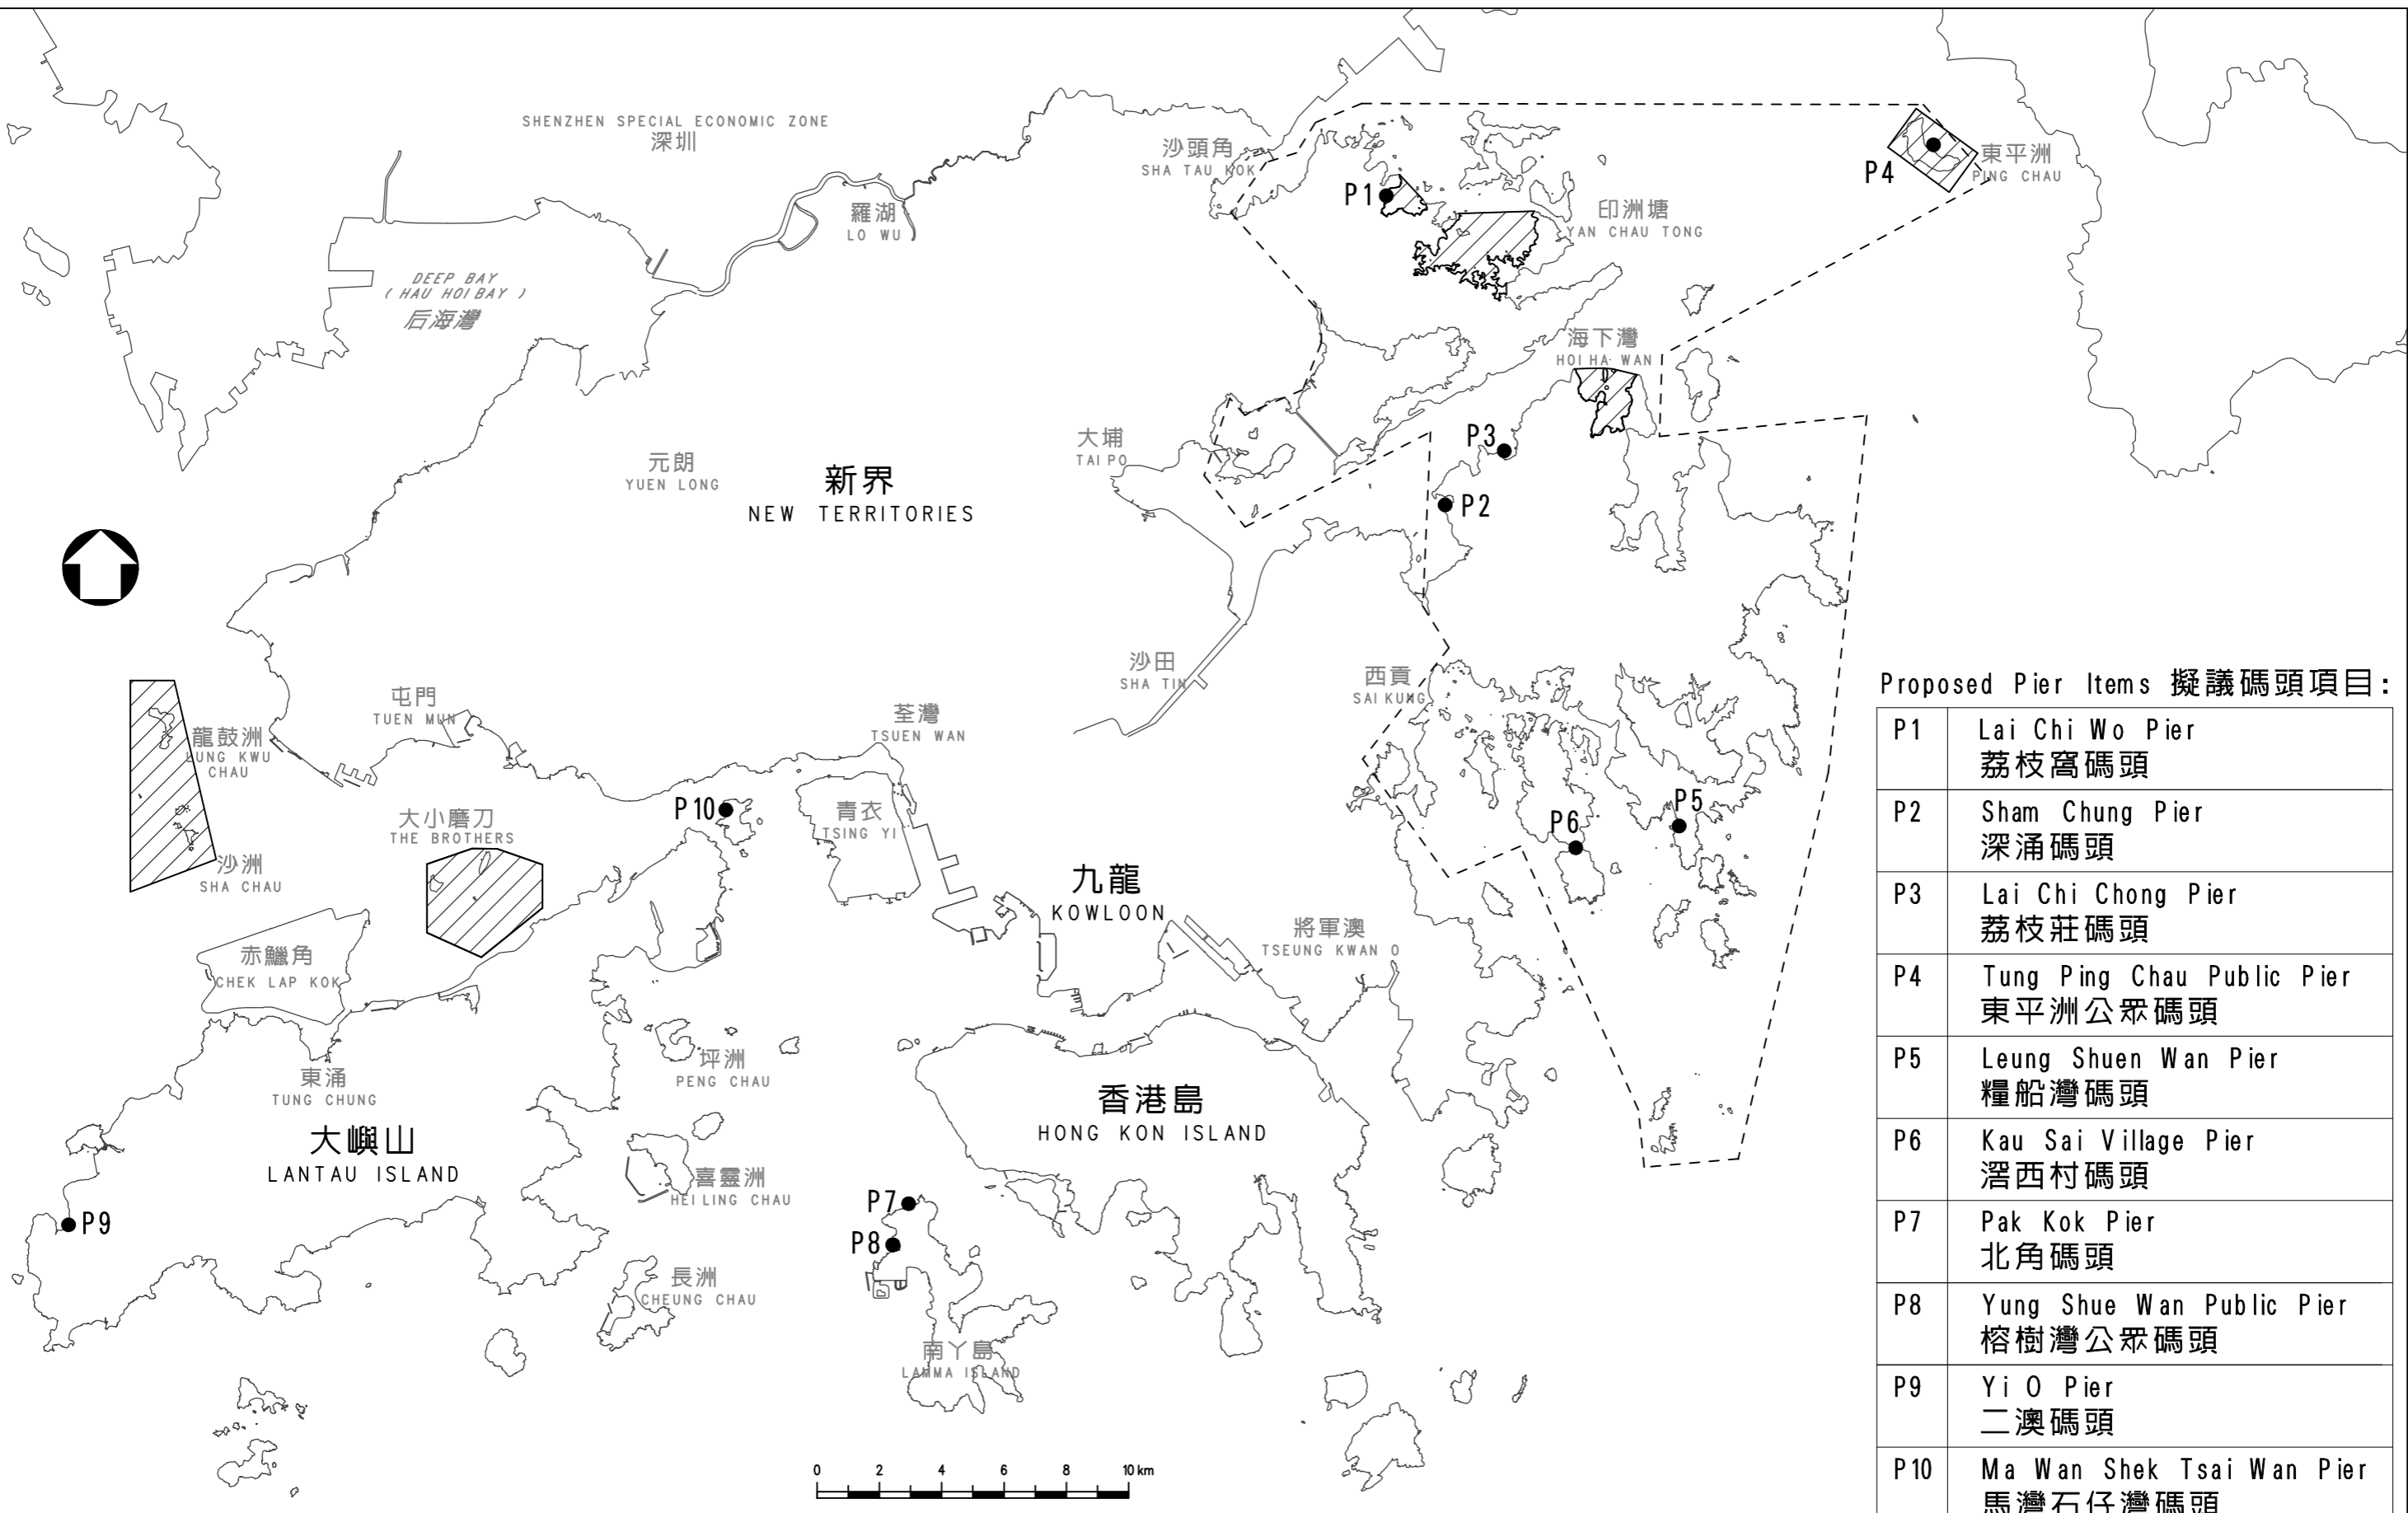 SHENZHEN SPECIAL ECONOMIC ZONE
深圳
沙頭角
SHA TAU KOK
P4
東平洲
PING CHAU
P1
羅湖
LO WU
印洲塘
YAN CHAU TONG
DEEP BAY
( HAU HOI BAY )
后海灣
海下灣
HOI HA WAN
大埔
TAI PO
P3
元朗
YUEN LONG
新界
NEW TERRITORIES
P2
沙田
SHA TIN
西貢
SAI KUNG
屯門
TUEN MUN
荃灣
TSUEN WAN
龍鼓洲
LUNG KWU
CHAU
大小磨刀
THE BROTHERS
P10
青衣
TSING YI
P6
P5
沙洲
SHA CHAU
九龍
KOWLOON
將軍澳
TSEUNG KWAN O
赤鱲角
CHEK LAP KOK
坪洲
PENG CHAU
東涌
TUNG CHUNG
香港島
HONG KON ISLAND
大嶼山
LANTAU ISLAND
喜靈洲
HEI LING CHAU
P9
P7
P8
長洲
CHEUNG CHAU
南丫島
LAMMA ISLAND
0 2 4 6 8 10 km
Proposed Pier Items 擬議碼頭項目:
P1 Lai Chi Wo Pier
荔枝窩碼頭
P2 Sham Chung Pier
深涌碼頭
P3 Lai Chi Chong Pier
荔枝莊碼頭
P4 Tung Ping Chau Public Pier
東平洲公眾碼頭
P5 Leung Shuen Wan Pier
糧船灣碼頭
P6 Kau Sai Village Pier
滘西村碼頭
P7 Pak Kok Pier
北角碼頭
P8 Yung Shue Wan Public Pier
榕樹灣公眾碼頭
P9 Yi O Pier
二澳碼頭
P10 Ma Wan Shek Tsai Wan Pier
馬灣石仔灣碼頭